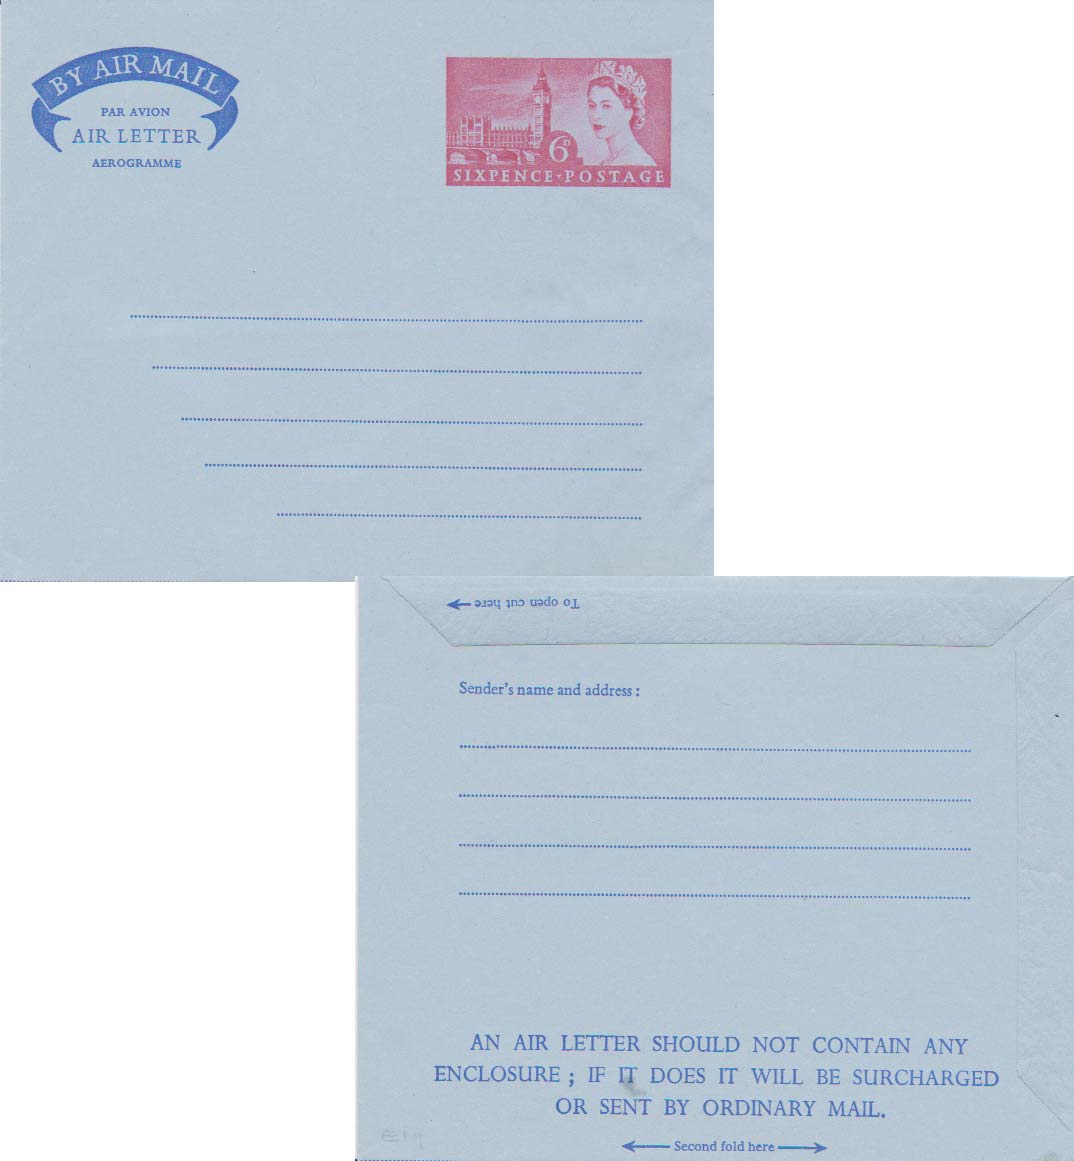 BY AIR MAIL
PAR AVION
AIR LETTER
AEROGRAMME
6D
SIXPENCE·POSTAGE
To open cut here
Sender's name and address :
AN AIR LETTER SHOULD NOT CONTAIN ANY
ENCLOSURE ; IF IT DOES IT WILL BE SURCHARGED
OR SENT BY ORDINARY MAIL.
Second fold here